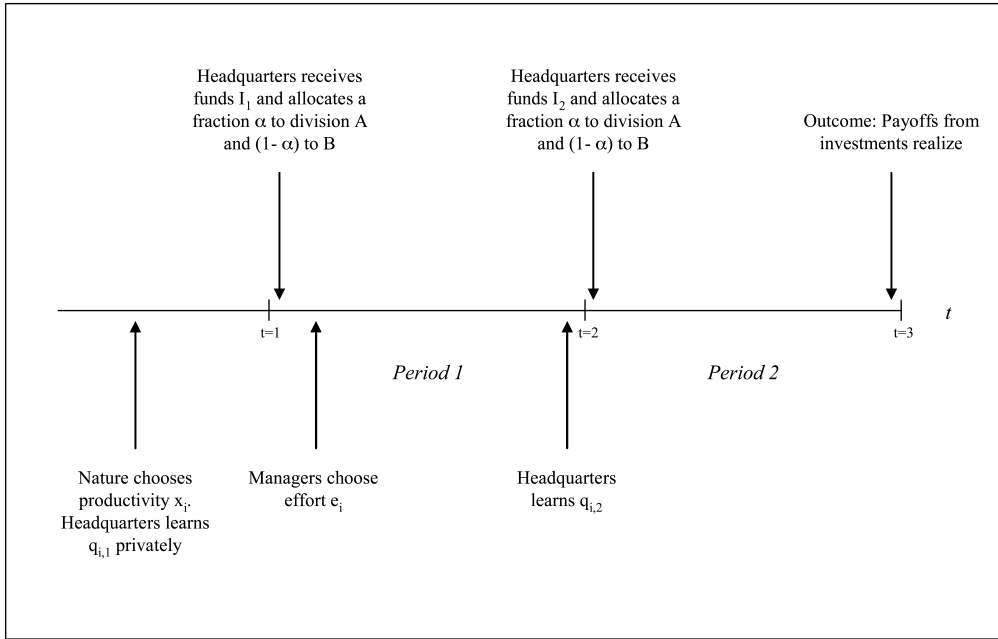 Headquarters receives
funds I₁ and allocates a
fraction α to division A
and (1- α) to B
Headquarters receives
funds I₂ and allocates a
fraction α to division A
and (1- α) to B
Outcome: Payoffs from
investments realize
t=1
t=2
t=3
t
Period 1
Period 2
Nature chooses
productivity xᵢ.
Headquarters learns
qᵢ,₁ privately
Managers choose
effort eᵢ
Headquarters
learns qᵢ,₂